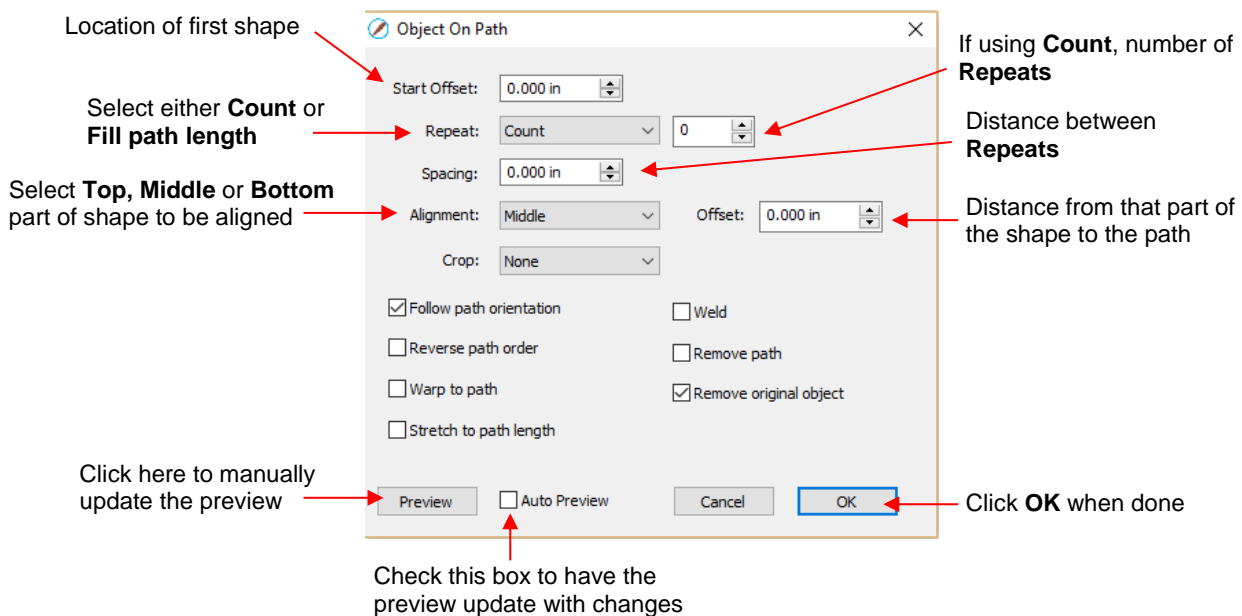 Location of first shape
Object On Path
If using Count, number of
Repeats
Start Offset: 0.000 in
Select either Count or
Fill path length
Repeat: Count 0
Distance between
Repeats
Spacing: 0.000 in
Select Top, Middle or Bottom
part of shape to be aligned
Alignment: Middle Offset: 0.000 in
Distance from that part of
the shape to the path
Crop: None
Follow path orientation Weld
Reverse path order Remove path
Warp to path Remove original object
Stretch to path length
Click here to manually
update the preview
Preview Auto Preview Cancel OK
Click OK when done
Check this box to have the
preview update with changes